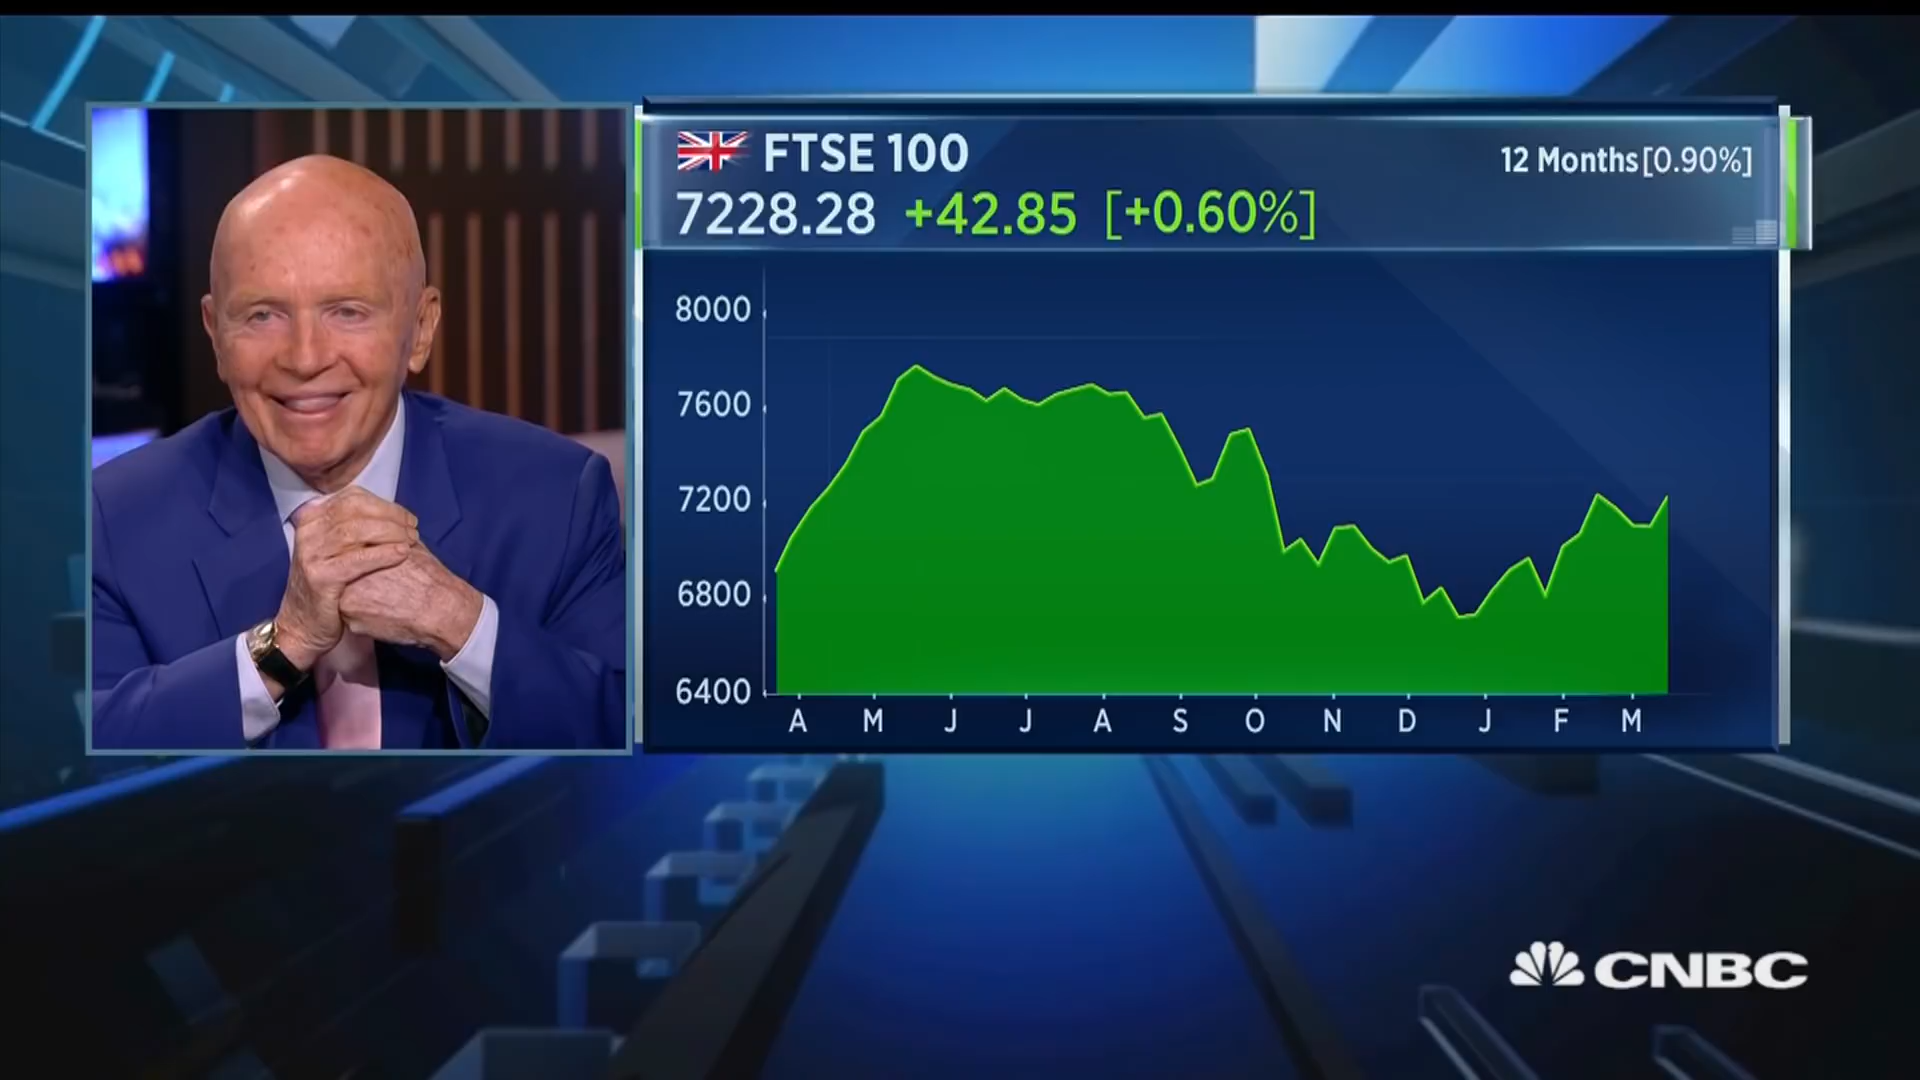 FTSE 100
12 Months [0.90%]
7228.28 +42.85 [+0.60%]
8000
7600
7200
6800
6400
A M J J A S O N D J F M
CNBC